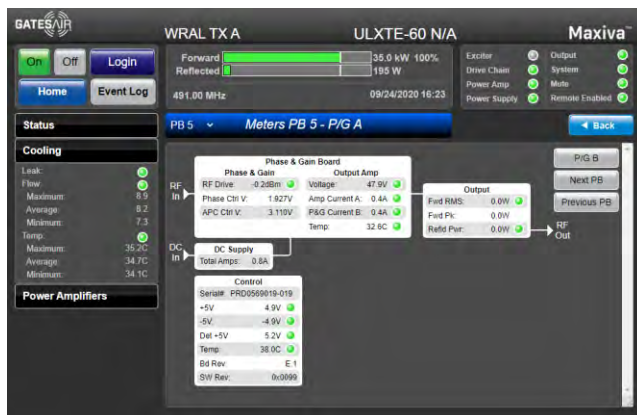 GATESAIR
WRAL TX A
ULXTE-60 N/A
Maxiva
On
Off
Login
Home
Event Log
Forward
35.0 kW 100%
Reflected
195 W
491.00 MHz
09/24/2020 16:23
Exciter
Output
Drive Chain
System
Power Amp
Mute
Power Supply
Remote Enabled
Status
PB 5
Meters PB 5 - P/G A
Back
Cooling
Leak:
Flow
Maximum: 8.9
Average: 8.2
Minimum: 7.3
Temp:
Maximum: 35.2C
Average: 34.7C
Minimum: 34.1C
Power Amplifiers
P/G B
Next PB
Previous PB
Phase & Gain Board
Phase & Gain
Output Amp
RF In
RF Drive: -0.2dBm
Voltage: 47.9V
Phase Ctrl V: 1.927V
Amp Current A: 0.4A
APC Ctrl V: 3.110V
P&G Current B: 0.4A
Temp: 32.6C
Output
Fwd RMS: 0.0W
Fwd Pk: 0.0W
Refld Pwr: 0.0W
RF Out
DC In
DC Supply
Total Amps: 0.8A
Control
Serial#: PRD0569019-019
+5V 4.9V
-5V: -4.9V
Del +5V 5.2V
Temp: 38.0C
Bd Rev: E.1
SW Rev: 0x0099